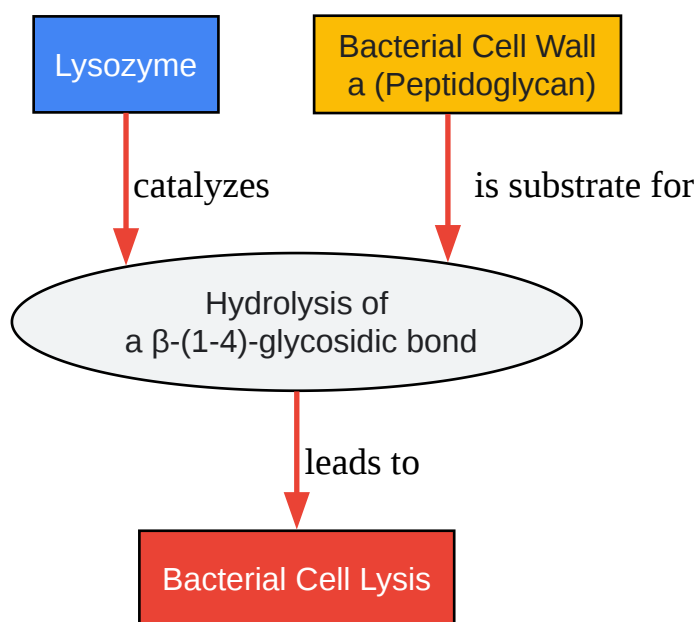 Lysozyme
Bacterial Cell Wall
a (Peptidoglycan)
catalyzes
is substrate for
Hydrolysis of
a β-(1-4)-glycosidic bond
leads to
Bacterial Cell Lysis